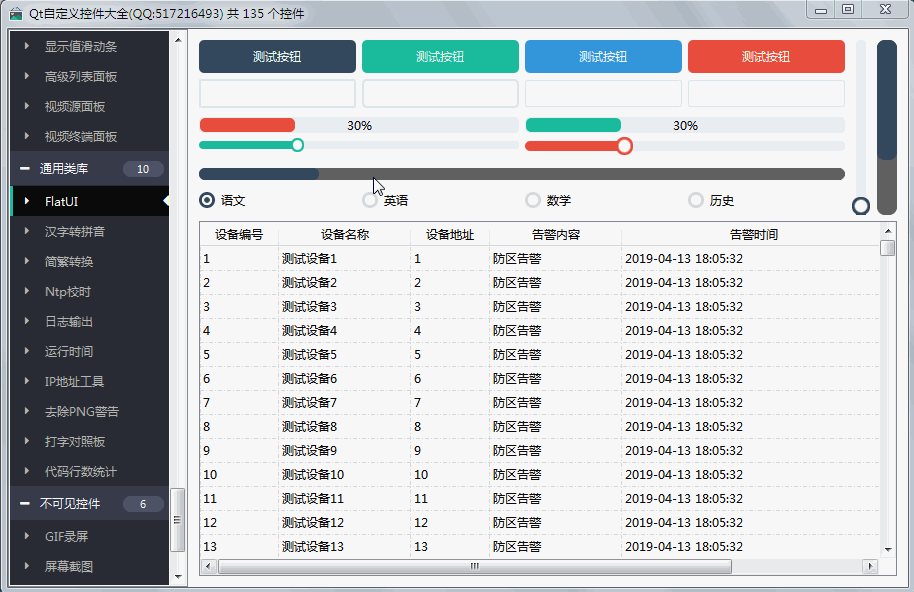 Qt自定义控件大全(QQ:517216493) 共 135 个控件
显示值滑动条
高级列表面板
视频源面板
视频终端面板
通用类库 10
FlatUI
汉字转拼音
简繁转换
Ntp校时
日志输出
运行时间
IP地址工具
去除PNG警告
打字对照板
代码行数统计
不可见控件 6
GIF录屏
屏幕截图
测试按钮 测试按钮 测试按钮 测试按钮
30% 30%
语文 英语 数学 历史
设备编号 设备名称 设备地址 告警内容 告警时间
1 测试设备1 1 防区告警 2019-04-13 18:05:32
2 测试设备2 2 防区告警 2019-04-13 18:05:32
3 测试设备3 3 防区告警 2019-04-13 18:05:32
4 测试设备4 4 防区告警 2019-04-13 18:05:32
5 测试设备5 5 防区告警 2019-04-13 18:05:32
6 测试设备6 6 防区告警 2019-04-13 18:05:32
7 测试设备7 7 防区告警 2019-04-13 18:05:32
8 测试设备8 8 防区告警 2019-04-13 18:05:32
9 测试设备9 9 防区告警 2019-04-13 18:05:32
10 测试设备10 10 防区告警 2019-04-13 18:05:32
11 测试设备11 11 防区告警 2019-04-13 18:05:32
12 测试设备12 12 防区告警 2019-04-13 18:05:32
13 测试设备13 13 防区告警 2019-04-13 18:05:32